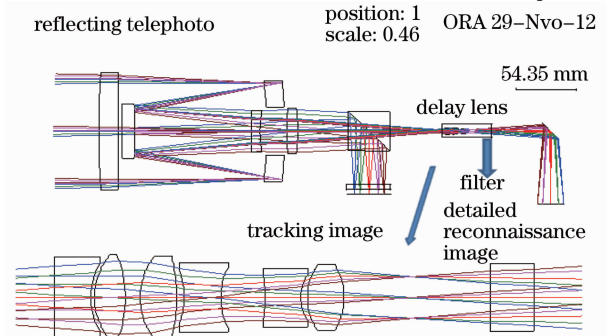 reflecting telephoto
position: 1
scale: 0.46
ORA 29–Nvo–12
54.35 mm
delay lens
filter
tracking image
detailed
reconnaissance
image